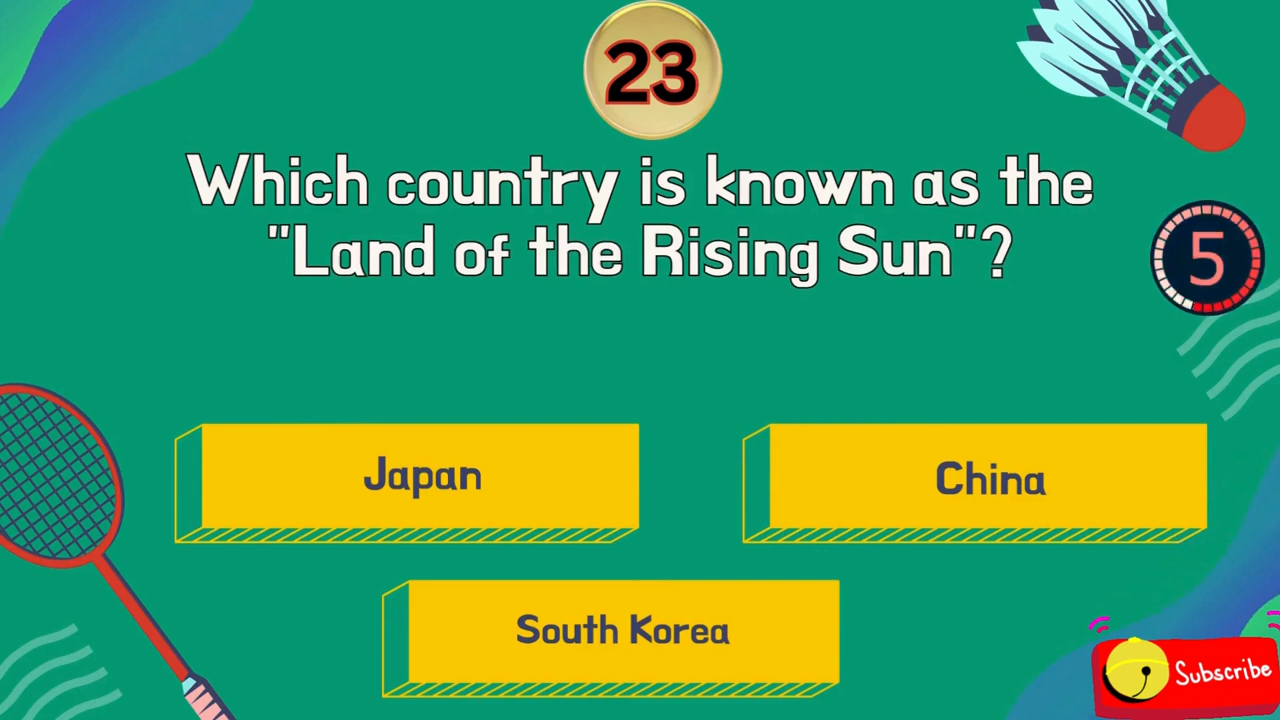 23
Which country is known as the
"Land of the Rising Sun"?
5
Japan
China
South Korea
Subscribe